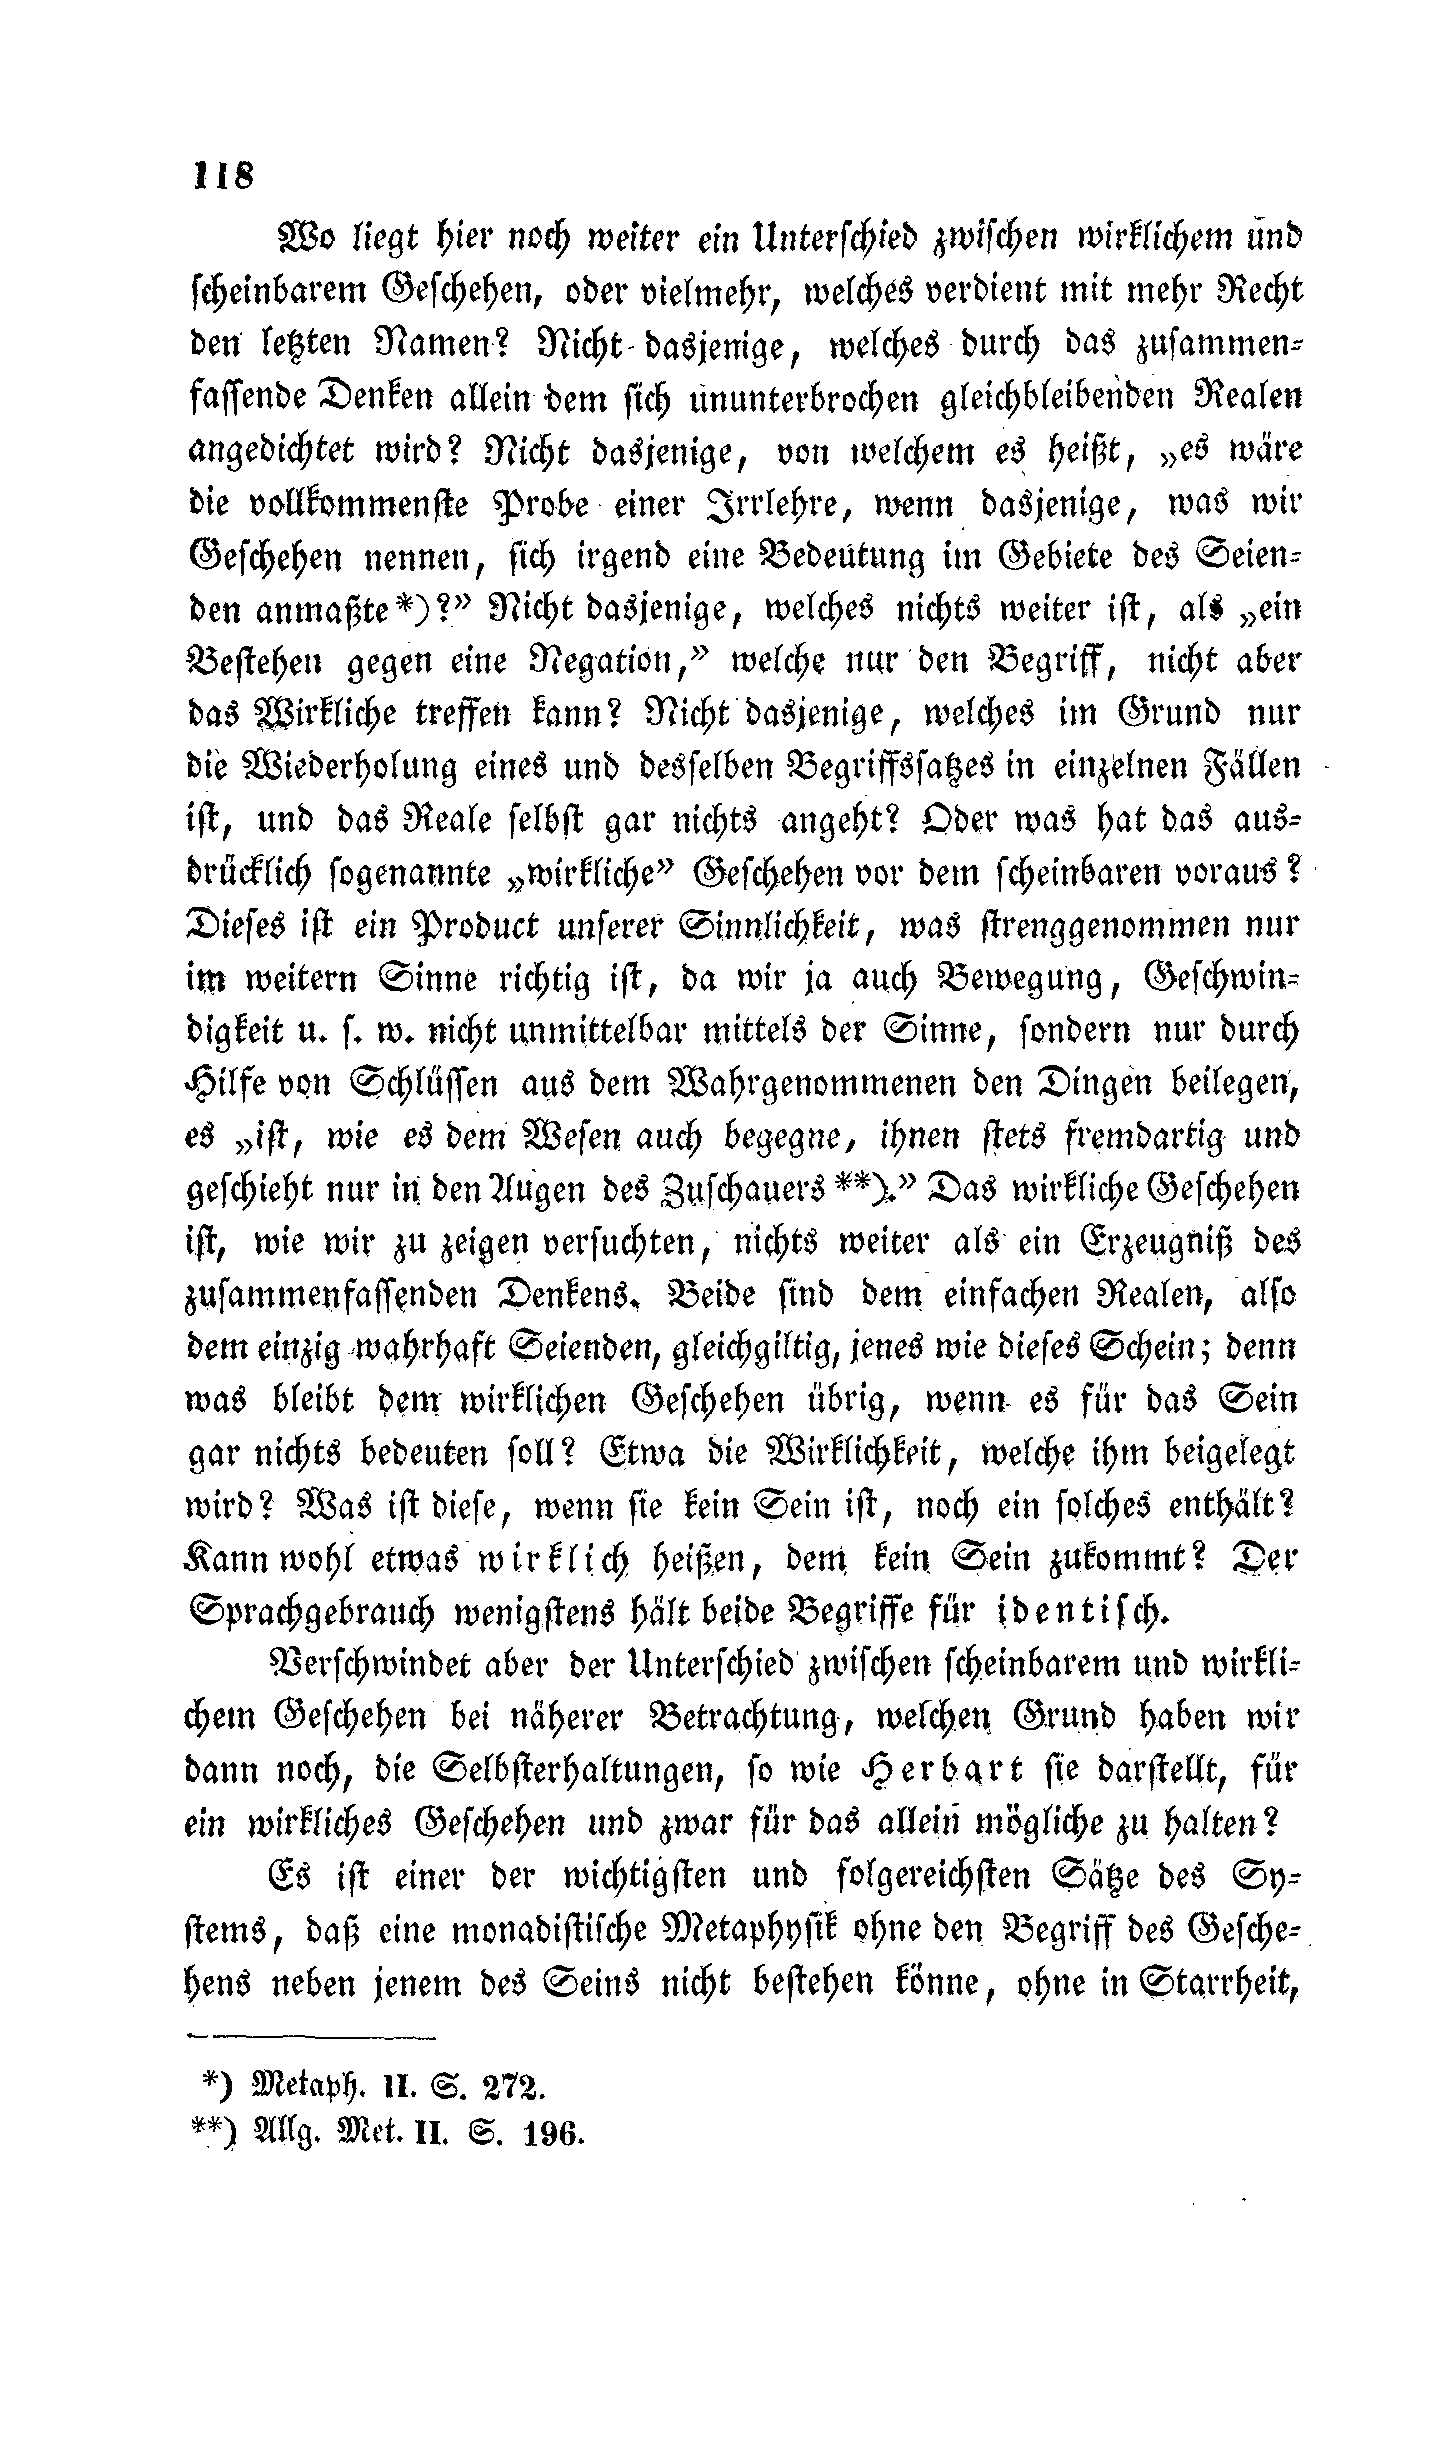 118
Wo liegt hier noch weiter ein Unterschied zwischen wirklichem und
scheinbarem Geschehen, oder vielmehr, welches verdient mit mehr Recht
den letzten Namen? Nicht dasjenige, welches durch das zusammen-
fassende Denken allein dem sich ununterbrochen gleichbleibenden Realen
angedichtet wird? Nicht dasjenige, von welchem es heißt, „es wäre
die vollkommenste Probe einer Irrlehre, wenn dasjenige, was wir
Geschehen nennen, sich irgend eine Bedeutung im Gebiete des Seien-
den anmaßte*)?” Nicht dasjenige, welches nichts weiter ist, als „ein
Bestehen gegen eine Negation,” welche nur den Begriff, nicht aber
das Wirkliche treffen kann? Nicht dasjenige, welches im Grund nur
die Wiederholung eines und desselben Begriffssatzes in einzelnen Fällen
ist, und das Reale selbst gar nichts angeht? Oder was hat das aus-
drücklich sogenannte „wirkliche” Geschehen vor dem scheinbaren voraus?
Dieses ist ein Product unserer Sinnlichkeit, was strenggenommen nur
im weitern Sinne richtig ist, da wir ja auch Bewegung, Geschwin-
digkeit u. s. w. nicht unmittelbar mittels der Sinne, sondern nur durch
Hilfe von Schlüssen aus dem Wahrgenommenen den Dingen beilegen,
es „ist, wie es dem Wesen auch begegne, ihnen stets fremdartig und
geschieht nur in den Augen des Zuschauers**).” Das wirkliche Geschehen
ist, wie wir zu zeigen versuchten, nichts weiter als ein Erzeugniß des
zusammenfassenden Denkens. Beide sind dem einfachen Realen, also
dem einzig wahrhaft Seienden, gleichgiltig, jenes wie dieses Schein; denn
was bleibt dem wirklichen Geschehen übrig, wenn es für das Sein
gar nichts bedeuten soll? Etwa die Wirklichkeit, welche ihm beigelegt
wird? Was ist diese, wenn sie kein Sein ist, noch ein solches enthält?
Kann wohl etwas wirklich heißen, dem kein Sein zukommt? Der
Sprachgebrauch wenigstens hält beide Begriffe für identisch.
Verschwindet aber der Unterschied zwischen scheinbarem und wirkli-
chem Geschehen bei näherer Betrachtung, welchen Grund haben wir
dann noch, die Selbsterhaltungen, so wie Herbart sie darstellt, für
ein wirkliches Geschehen und zwar für das allein mögliche zu halten?
Es ist einer der wichtigsten und folgereichsten Sätze des Sy-
stems, daß eine monadistische Metaphysik ohne den Begriff des Gesche-
hens neben jenem des Seins nicht bestehen könne, ohne in Starrheit,
*) Metaph. II. S. 272.
**) Allg. Met. II. S. 196.